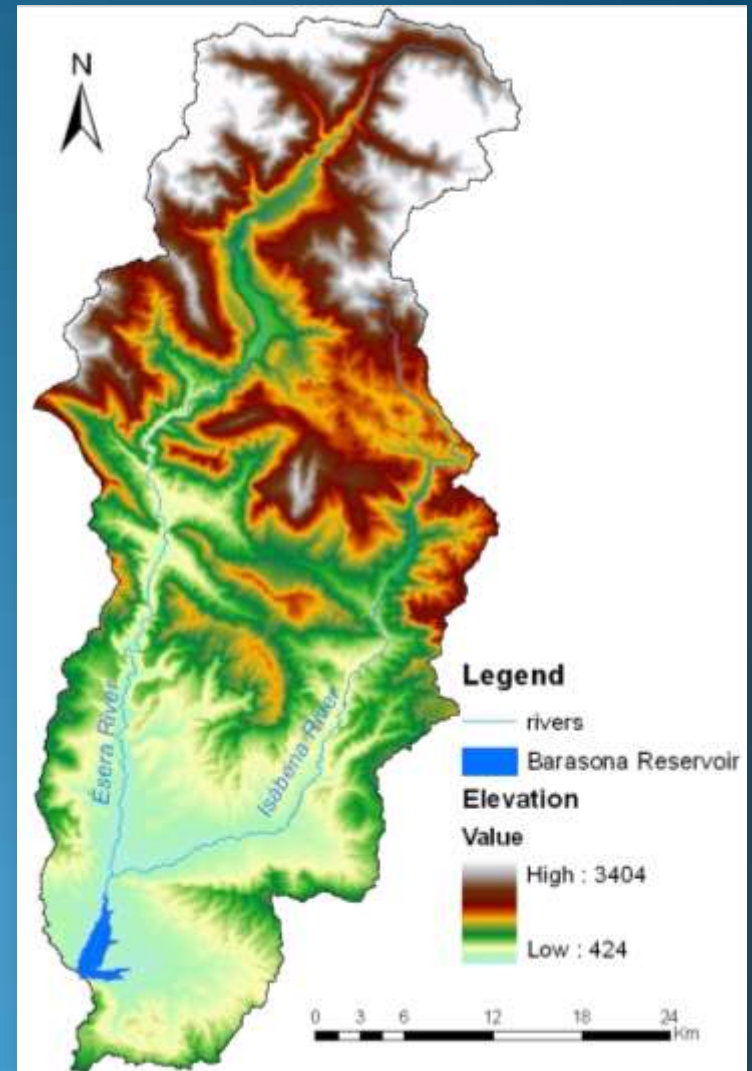 N
Ésera River
Isábena River
Legend
rivers
Barasona Reservoir
Elevation
Value
High : 3404
Low : 424
0 3 6 12 18 24
Km